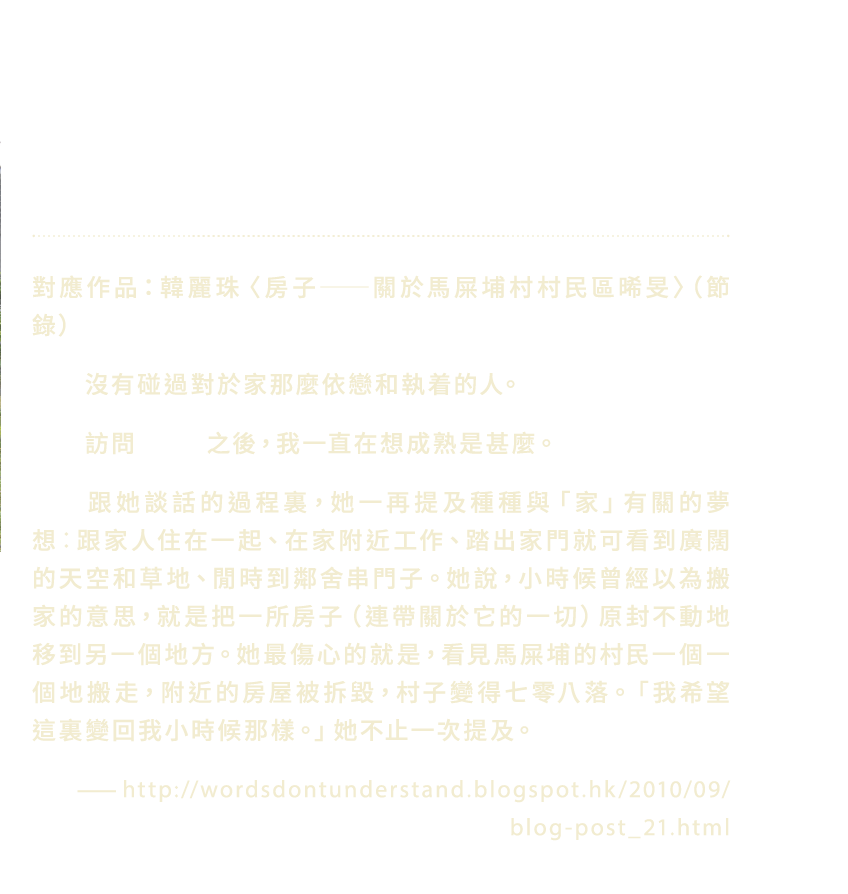 對應作品：韓麗珠〈房子——關於馬屎埔村村民區晞旻〉（節
錄）
沒有碰過對於家那麼依戀和執着的人。
訪問　　之後，我一直在想成熟是甚麼。
跟她談話的過程裏，她一再提及種種與「家」有關的夢
想：跟家人住在一起、在家附近工作、踏出家門就可看到廣闊
的天空和草地、閒時到鄰舍串門子。她說，小時候曾經以為搬
家的意思，就是把一所房子（連帶關於它的一切）原封不動地
移到另一個地方。她最傷心的就是，看見馬屎埔的村民一個一
個地搬走，附近的房屋被拆毀，村子變得七零八落。「我希望
這裏變回我小時候那樣。」她不止一次提及。
—— http://wordsdontunderstand.blogspot.hk/2010/09/
blog-post_21.html